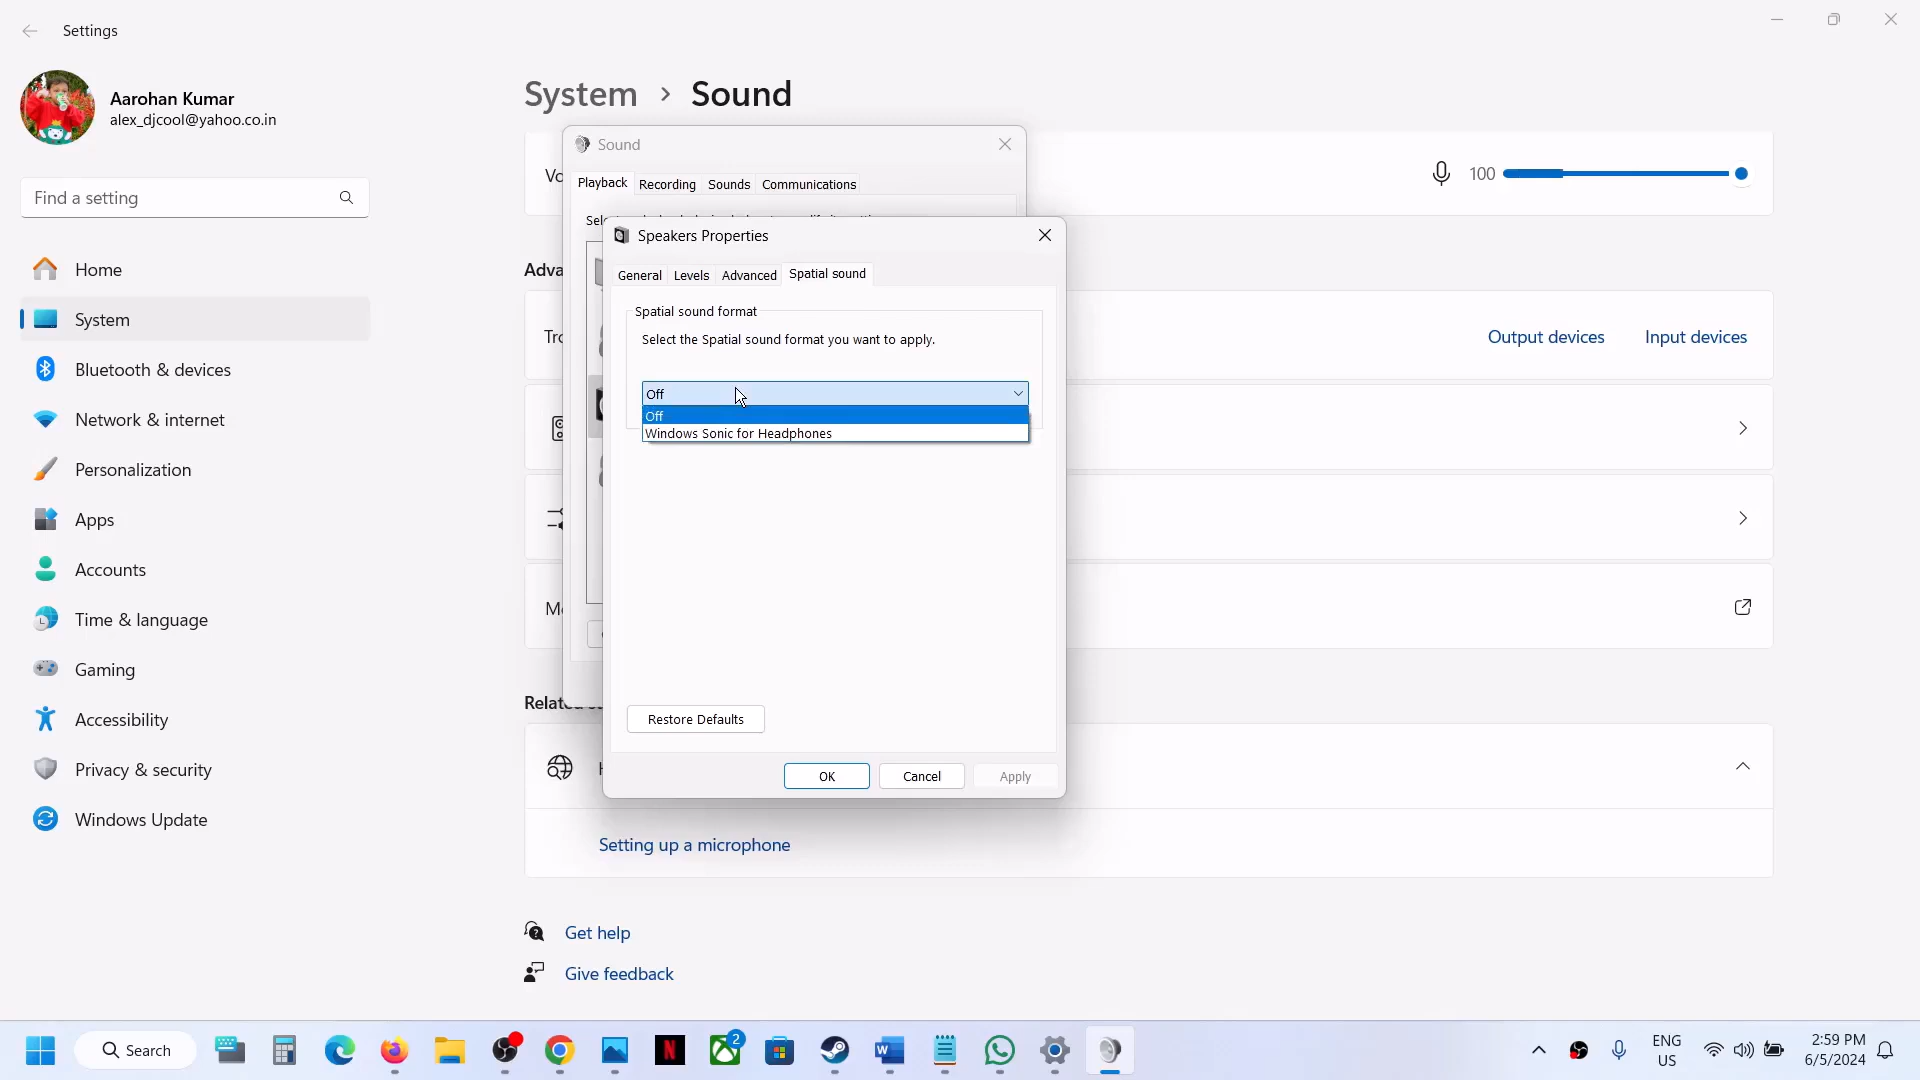 Settings
Aarohan Kumar
alex_djcool@yahoo.co.in
Find a setting
Home
System
Bluetooth & devices
Network & internet
Personalization
Apps
Accounts
Time & language
Gaming
Accessibility
Privacy & security
Windows Update
System > Sound
100
Output devices
Input devices
Sound
Playback
Recording
Sounds
Communications
Speakers Properties
General
Levels
Advanced
Spatial sound
Spatial sound format
Select the Spatial sound format you want to apply.
Off
Off
Windows Sonic for Headphones
Restore Defaults
OK
Cancel
Apply
Setting up a microphone
Get help
Give feedback
Search
2
ENG
US
2:59 PM
6/5/2024